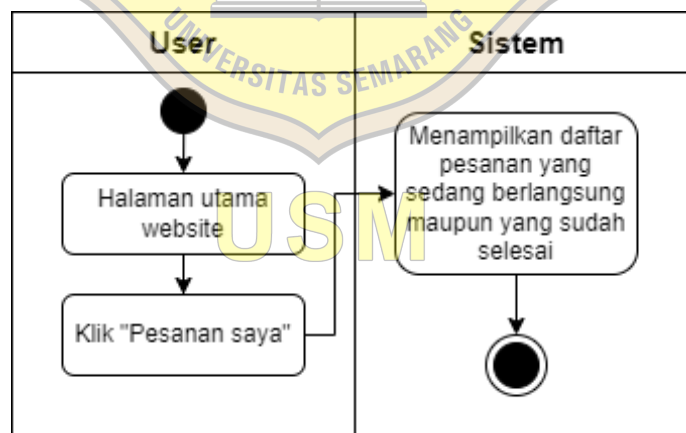 User
Sistem
UNIVERSITAS SEMARANG
USM
Halaman utama
website
Klik "Pesanan saya"
Menampilkan daftar
pesanan yang
sedang berlangsung
maupun yang sudah
selesai